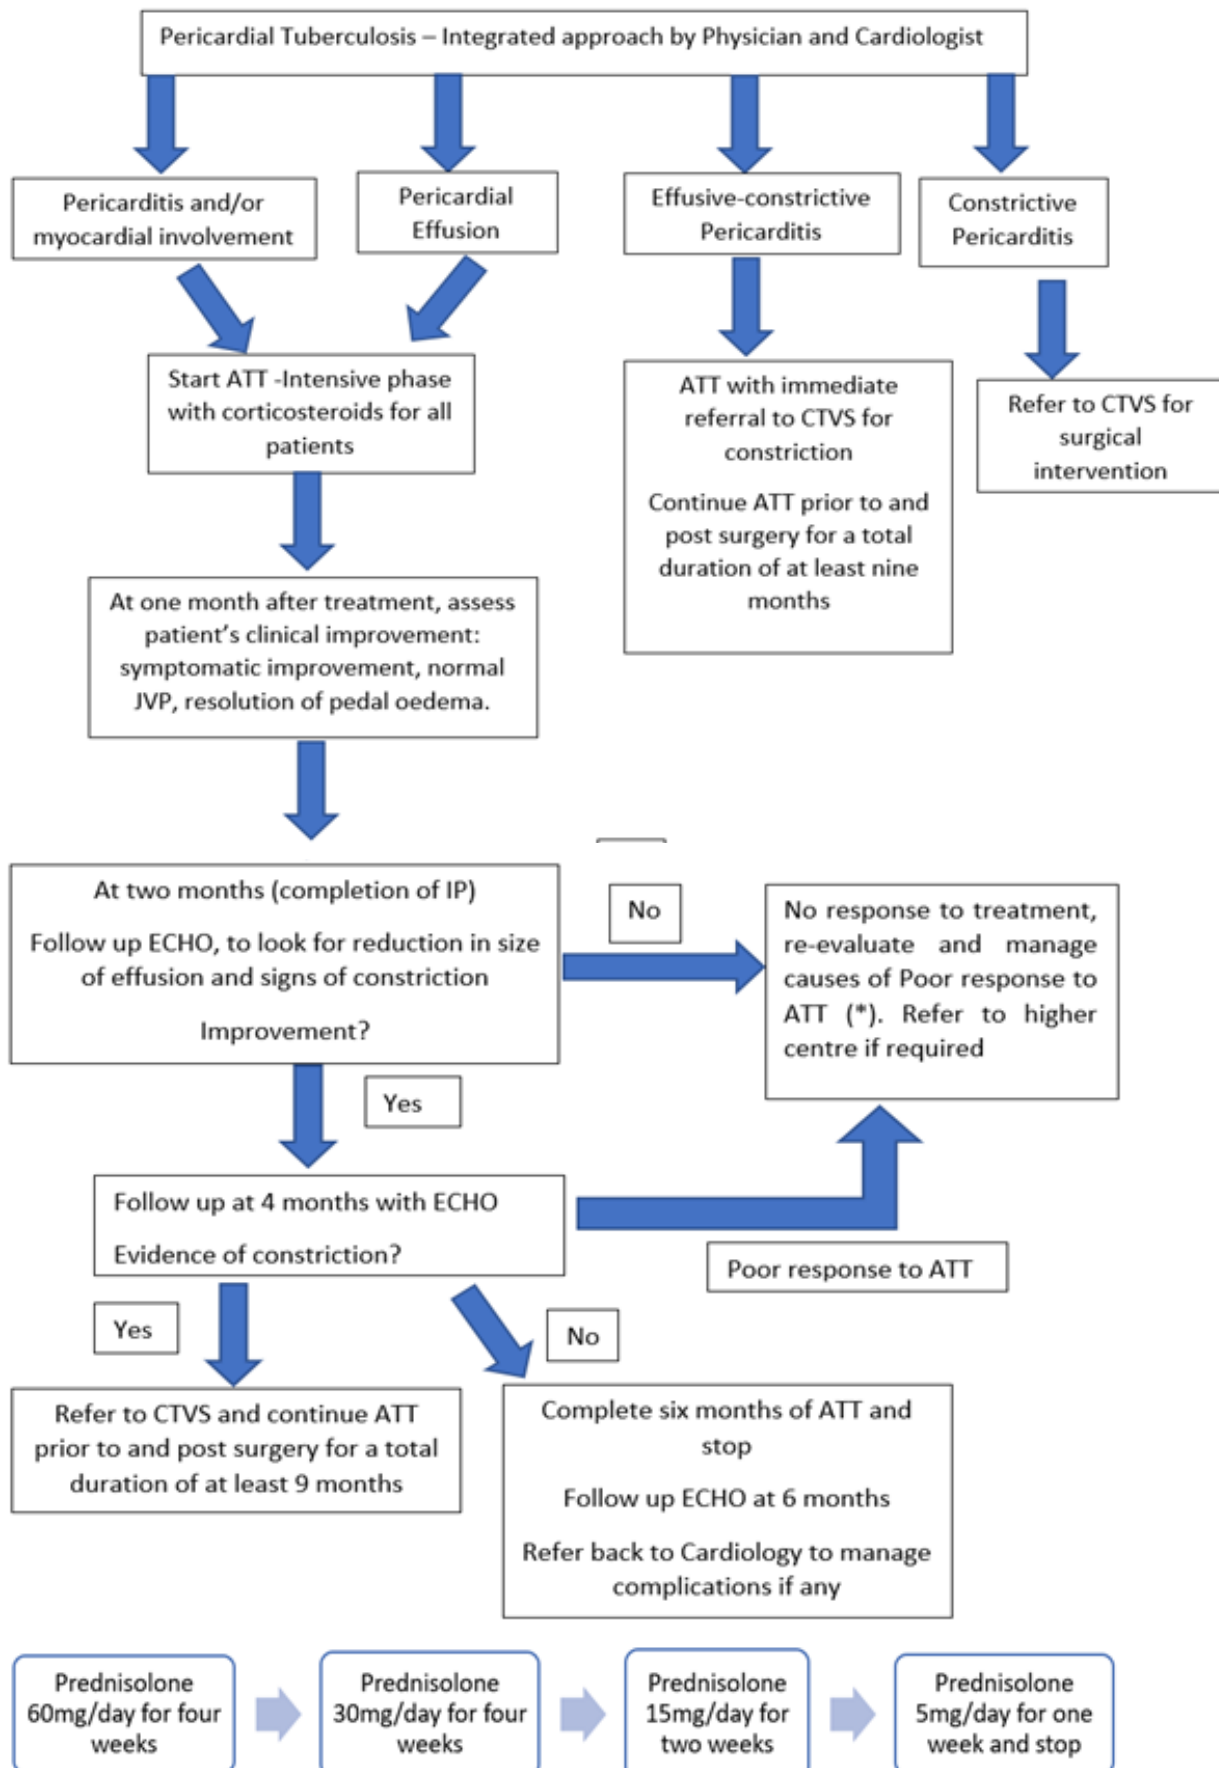 Pericardial Tuberculosis – Integrated approach by Physician and Cardiologist
Pericarditis and/or
myocardial involvement
Pericardial
Effusion
Effusive-constrictive
Pericarditis
Constrictive
Pericarditis
Start ATT -Intensive phase
with corticosteroids for all
patients
ATT with immediate
referral to CTVS for
constriction
Continue ATT prior to and
post surgery for a total
duration of at least nine
months
Refer to CTVS for
surgical
intervention
At one month after treatment, assess
patient's clinical improvement:
symptomatic improvement, normal
JVP, resolution of pedal oedema.
At two months (completion of IP)
Follow up ECHO, to look for reduction in size
of effusion and signs of constriction
Improvement?
No
No response to treatment,
re-evaluate and manage
causes of Poor response to
ATT (*). Refer to higher
centre if required
Yes
Follow up at 4 months with ECHO
Evidence of constriction?
Poor response to ATT
Yes
No
Refer to CTVS and continue ATT
prior to and post surgery for a total
duration of at least 9 months
Complete six months of ATT and
stop
Follow up ECHO at 6 months
Refer back to Cardiology to manage
complications if any
Prednisolone
60mg/day for four
weeks
Prednisolone
30mg/day for four
weeks
Prednisolone
15mg/day for
two weeks
Prednisolone
5mg/day for one
week and stop